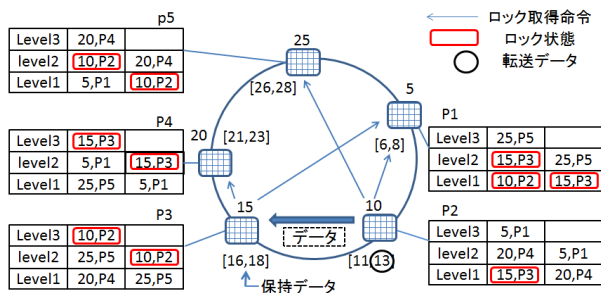 p5
Level3 20,P4
level2 10,P2 20,P4
Level1 5,P1 10,P2
ロック取得命令
ロック状態
転送データ
25
[26,28]
5
[6,8]
P1
Level3 25,P5
level2 15,P3 25,P5
Level1 10,P2 15,P3
P4
Level3 15,P3
level2 5,P1 15,P3
Level1 25,P5 5,P1
20
[21,23]
P3
Level3 10,P2
level2 25,P5 10,P2
Level1 20,P4 25,P5
15
[16,18]
保持データ
データ
10
[11,13]
P2
Level3 5,P1
level2 20,P4 5,P1
Level1 15,P3 20,P4